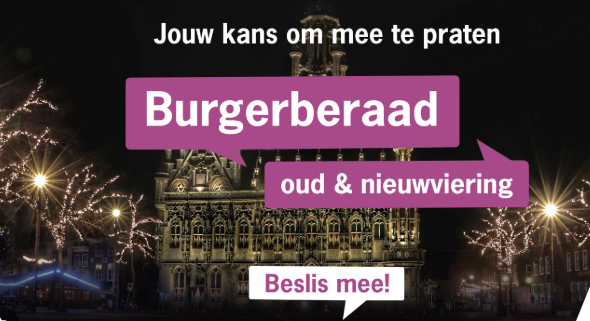 Jouw kans om mee te praten
Burgerberaad
oud & nieuwviering
Beslis mee!